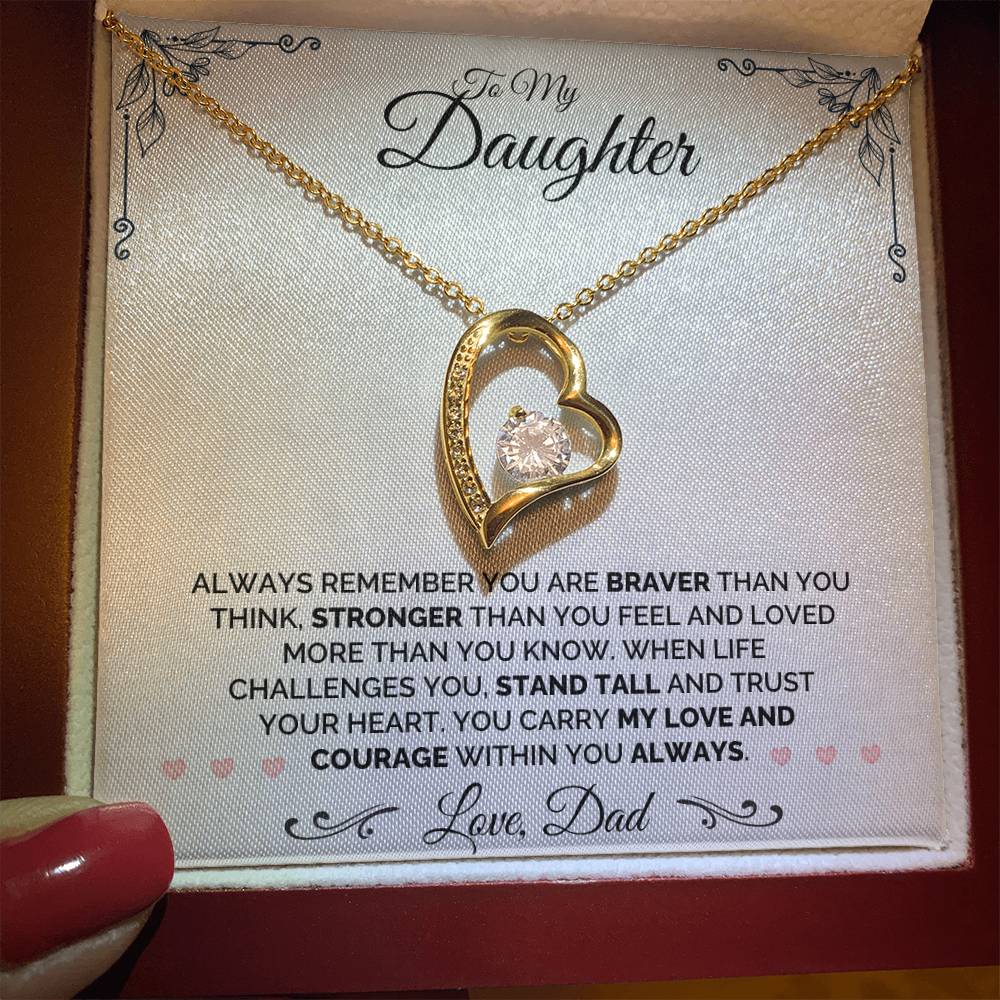 To My
Daughter
ALWAYS REMEMBER YOU ARE BRAVER THAN YOU
THINK, STRONGER THAN YOU FEEL AND LOVED
MORE THAN YOU KNOW. WHEN LIFE
CHALLENGES YOU, STAND TALL AND TRUST
YOUR HEART. YOU CARRY MY LOVE AND
COURAGE WITHIN YOU ALWAYS.
Love, Dad